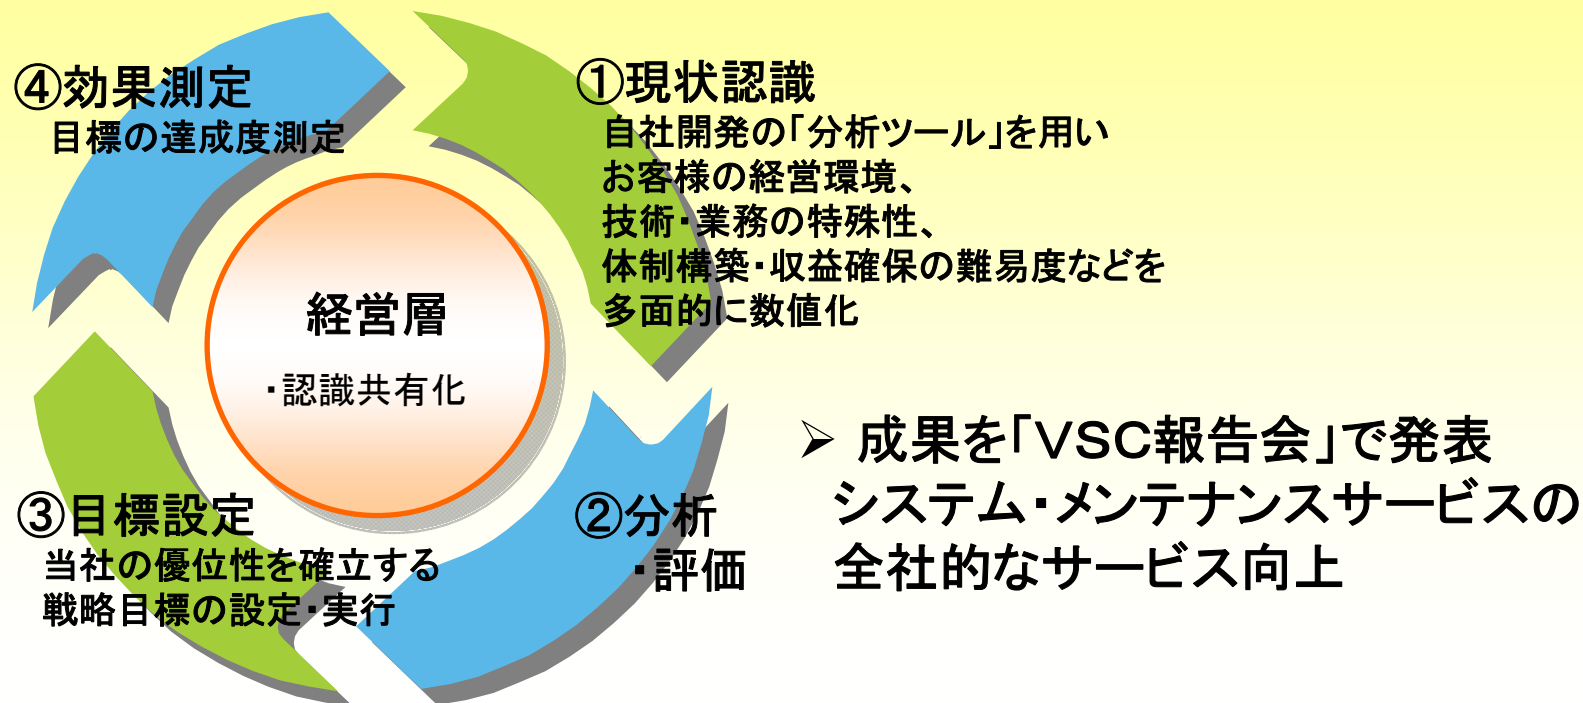 ④効果測定
目標の達成度測定
①現状認識
自社開発の「分析ツール」を用い
お客様の経営環境、
技術・業務の特殊性、
体制構築・収益確保の難易度などを
多面的に数値化
経営層
・認識共有化
③目標設定
当社の優位性を確立する
戦略目標の設定・実行
②分析
・評価
➢ 成果を「VSC報告会」で発表
システム・メンテナンスサービスの
全社的なサービス向上